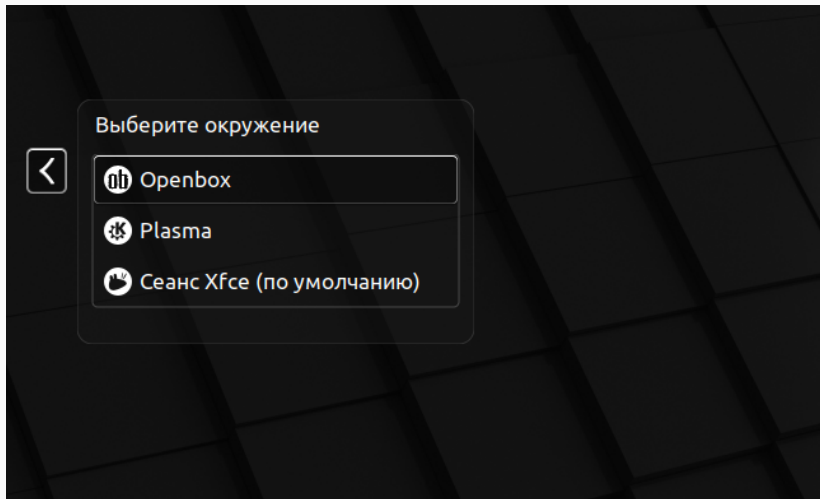 Выберите окружение
Openbox
Plasma
Сеанс Xfce (по умолчанию)